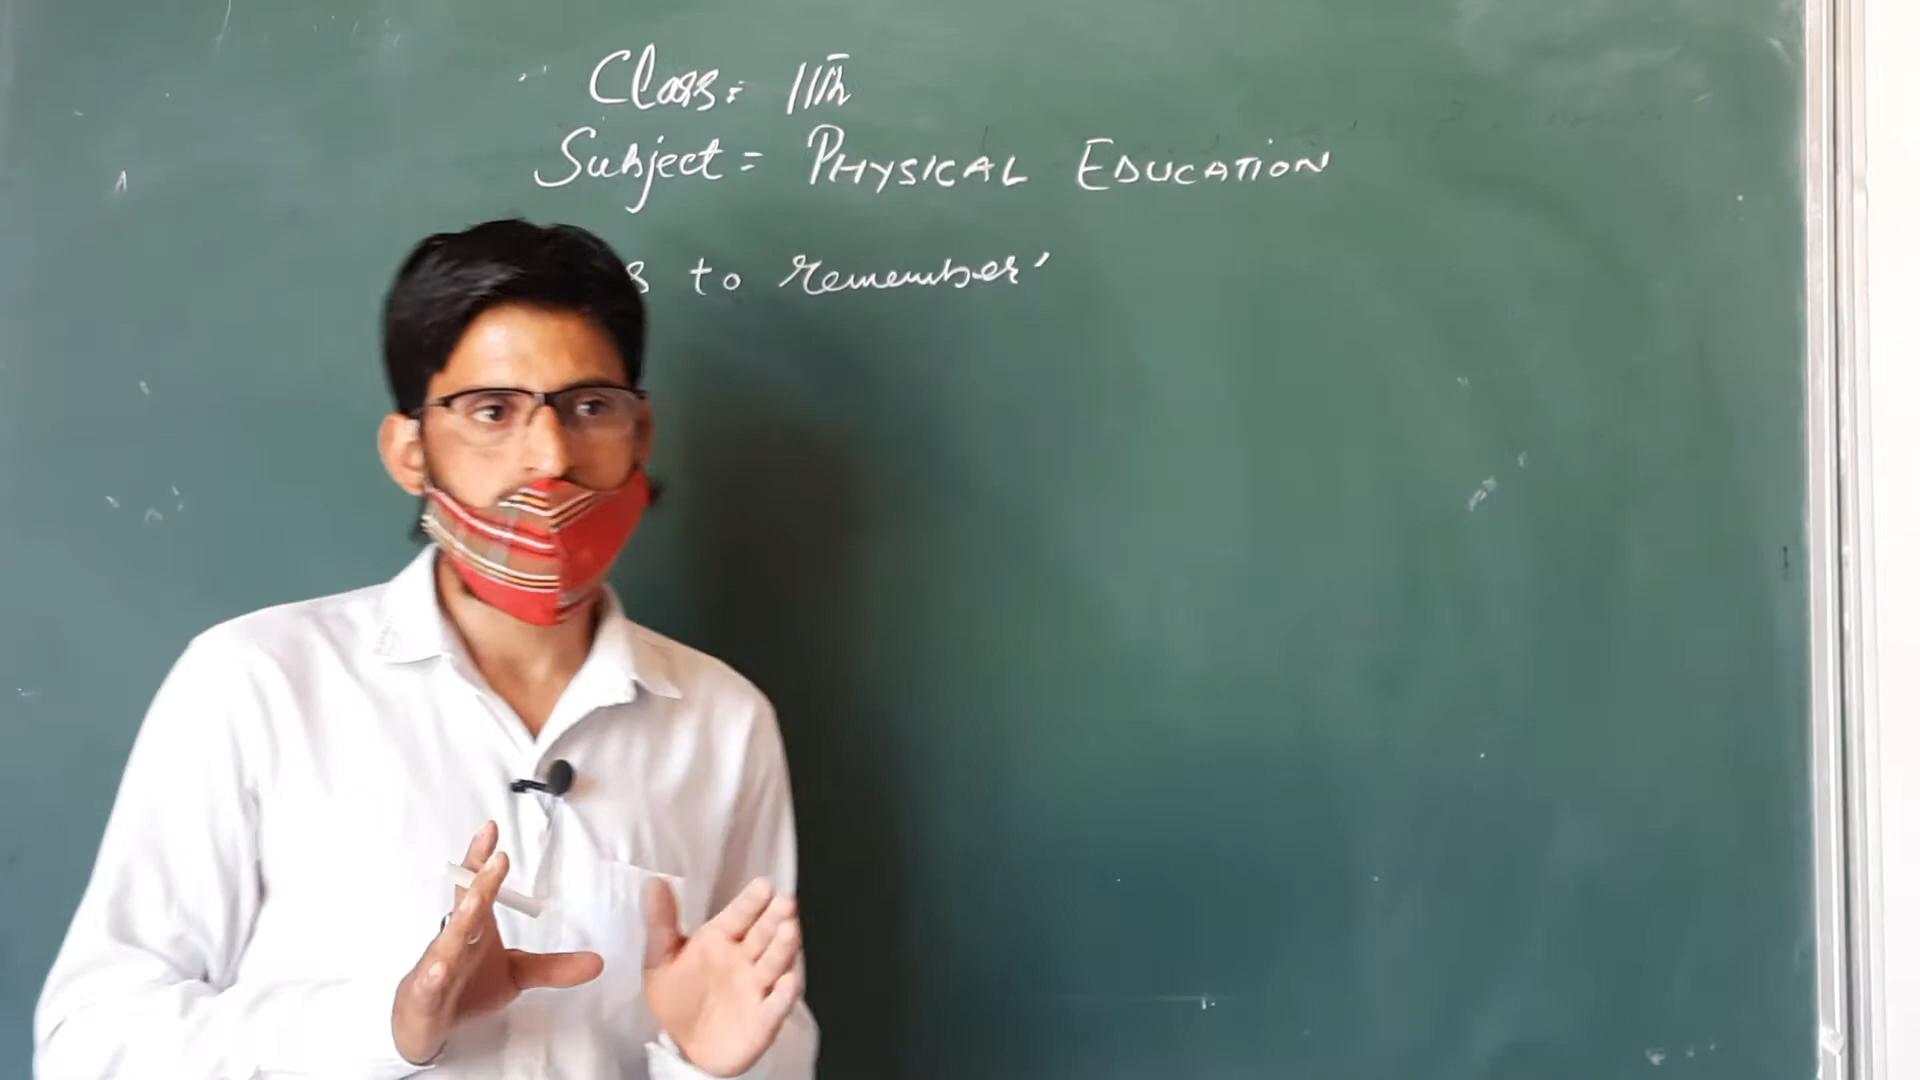 Class: 11th
Subject = PHYSICAL EDUCATION
to remember'